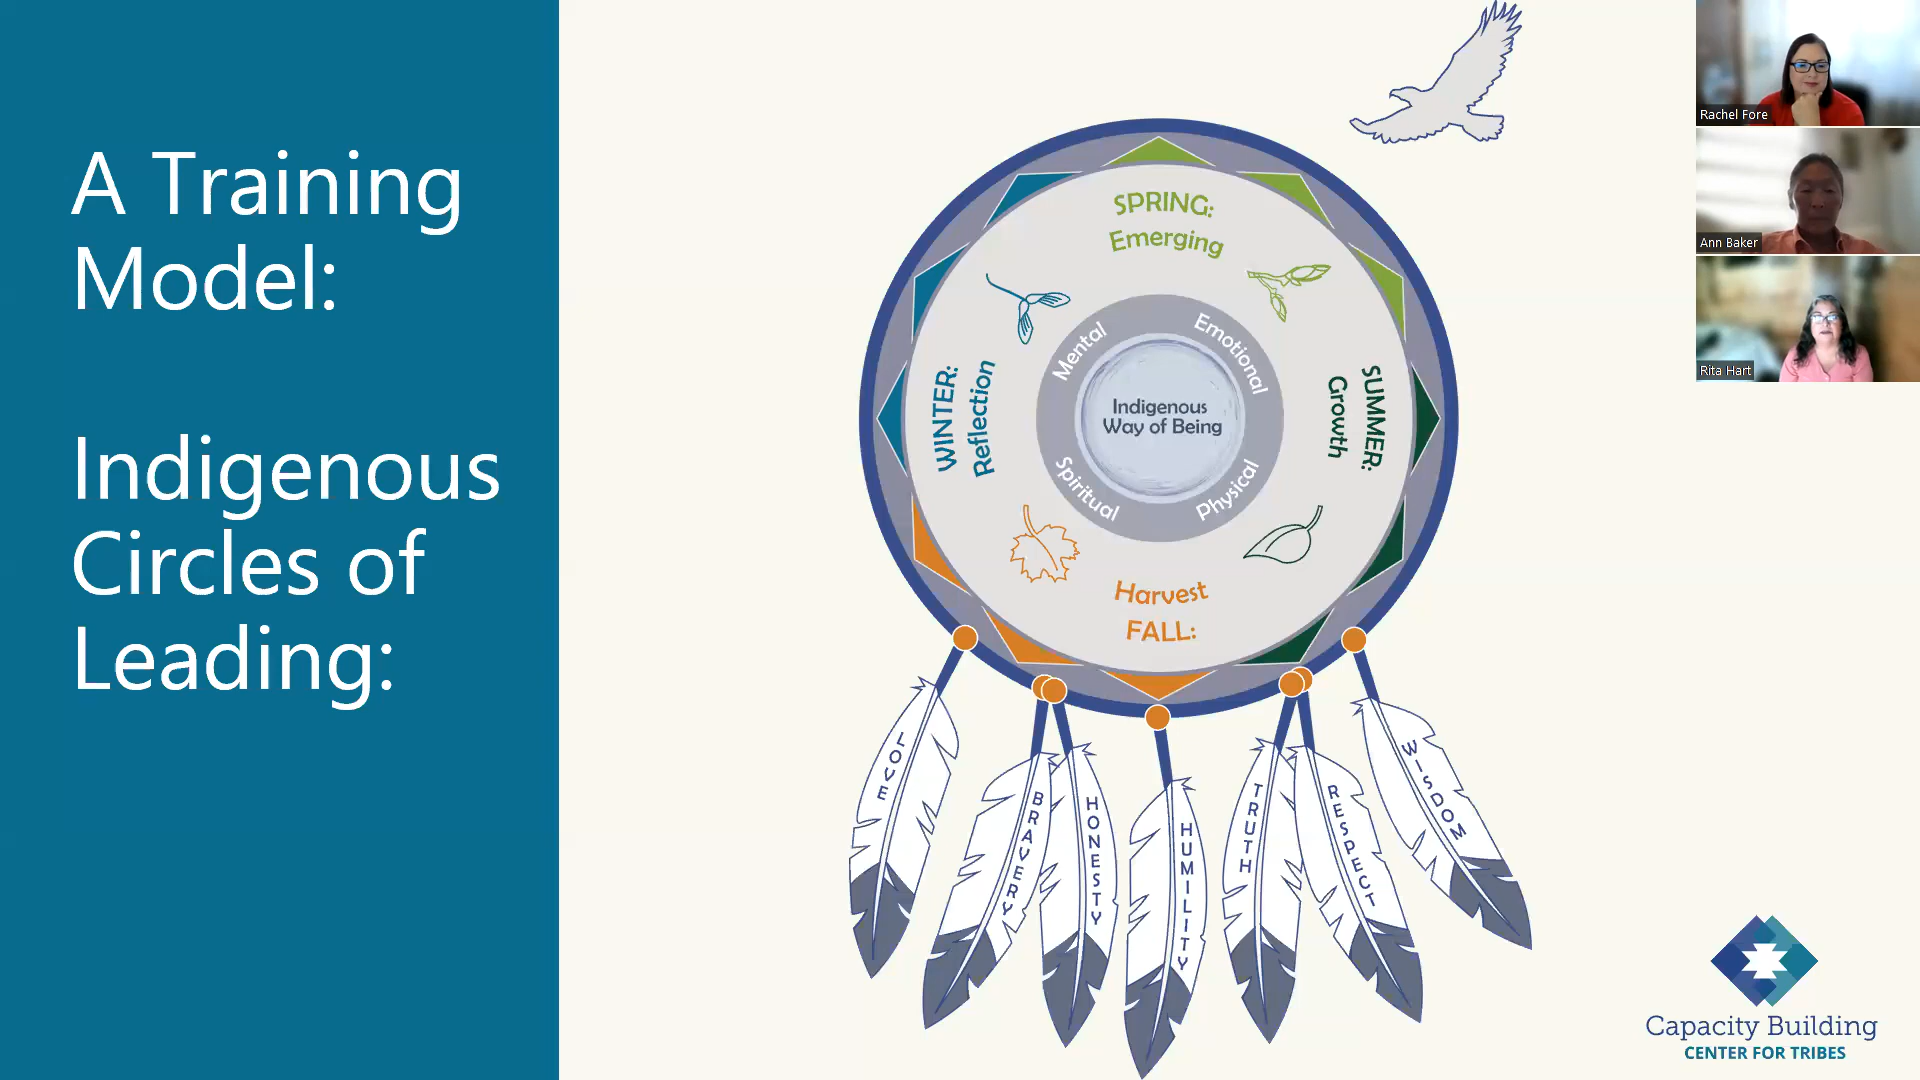 A Training
Model:
Indigenous
Circles of
Leading:
SPRING:
Emerging
SUMMER:
Growth
Harvest
FALL:
WINTER:
Reflection
Mental
Emotional
Physical
Spiritual
Indigenous
Way of Being
LOVE
BRAVERY
HONESTY
HUMILITY
TRUTH
RESPECT
WISDOM
Rachel Fore
Ann Baker
Rita Hart
Capacity Building
CENTER FOR TRIBES